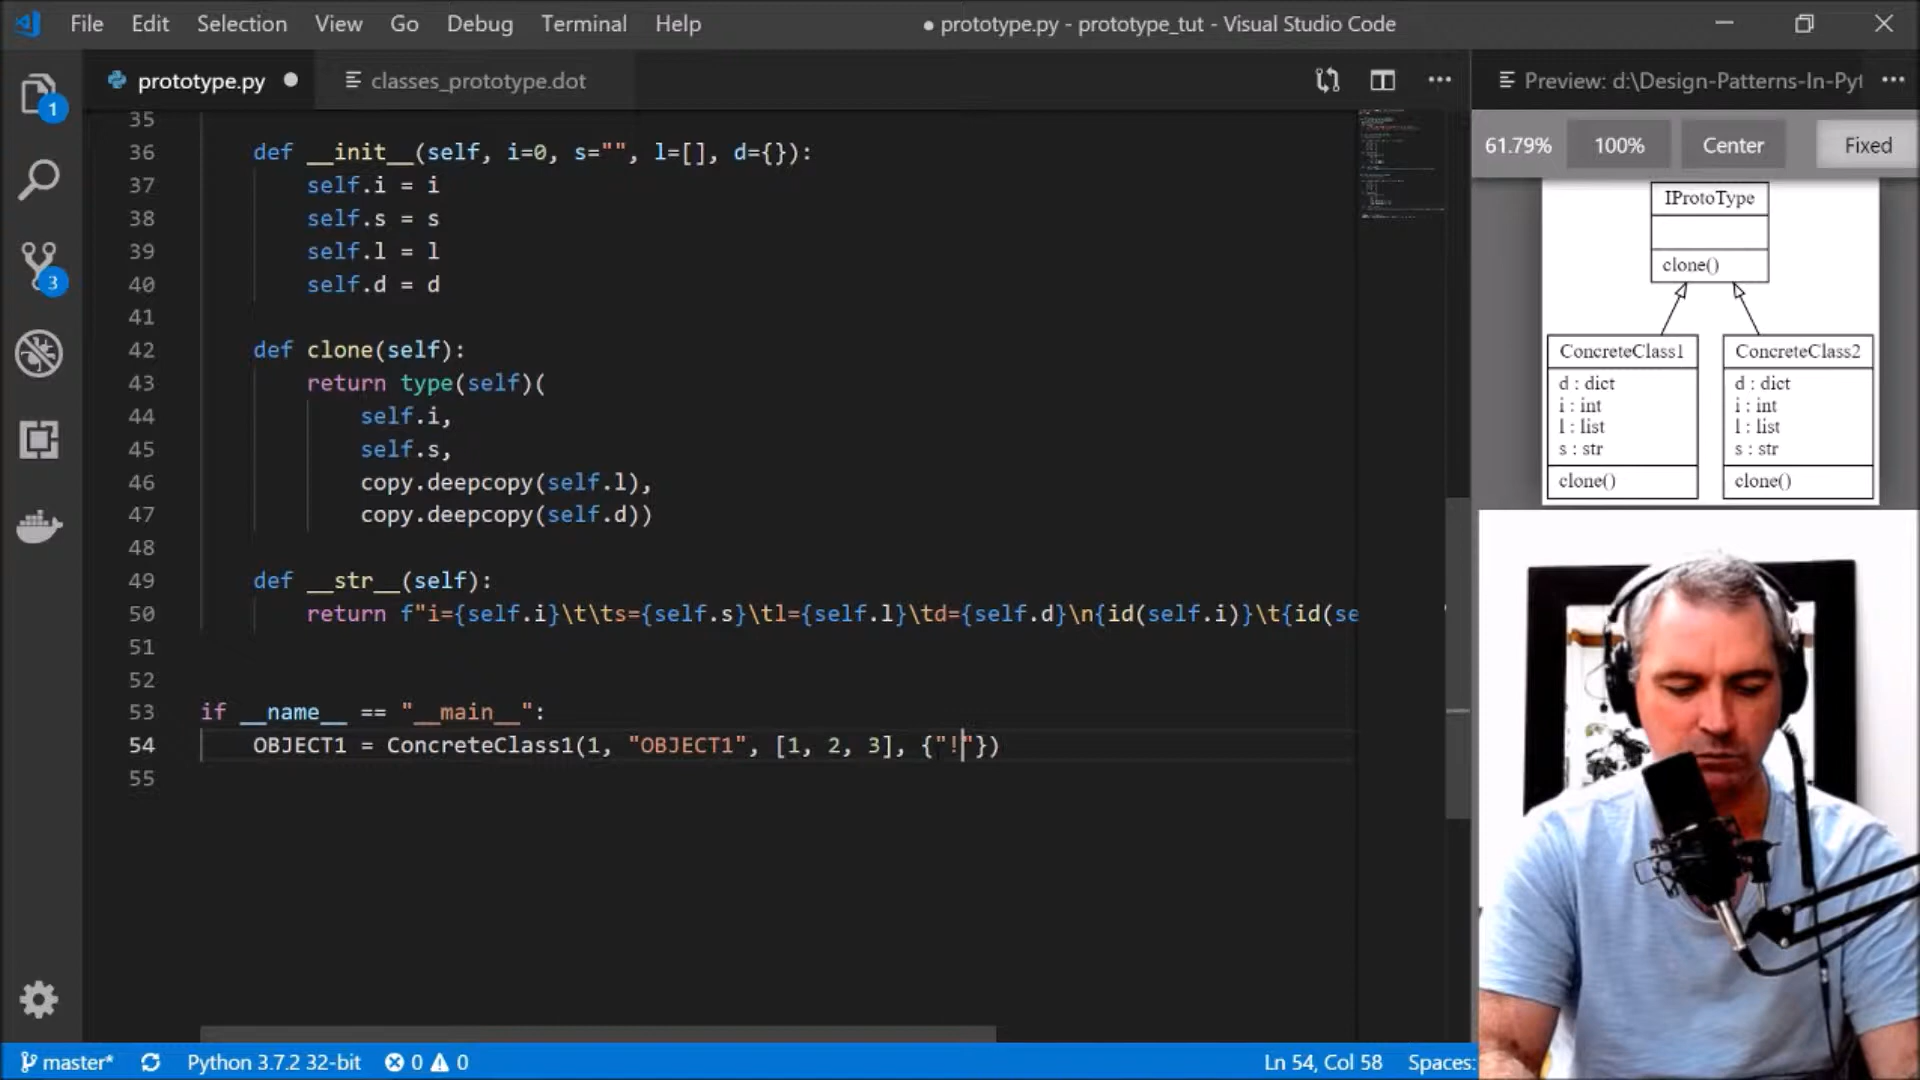 File Edit Selection View Go Debug Terminal Help
● prototype.py - prototype_tut - Visual Studio Code
prototype.py ●
classes_prototype.dot
Preview: d:\Design-Patterns-In-Pyt
1
3
61.79% 100% Center Fixed
35
36 def __init__(self, i=0, s="", l=[], d={}):
37 self.i = i
38 self.s = s
39 self.l = l
40 self.d = d
41
42 def clone(self):
43 return type(self)(
44 self.i,
45 self.s,
46 copy.deepcopy(self.l),
47 copy.deepcopy(self.d))
48
49 def __str__(self):
50 return f"i={self.i}\t\ts={self.s}\tl={self.l}\td={self.d}\n{id(self.i)}\t{id(se
51
52
53 if __name__ == "__main__":
54 OBJECT1 = ConcreteClass1(1, "OBJECT1", [1, 2, 3], {"!"})
55
IProtoType
clone()
ConcreteClass1
d : dict
i : int
l : list
s : str
clone()
ConcreteClass2
d : dict
i : int
l : list
s : str
clone()
master* Python 3.7.2 32-bit 0 0 Ln 54, Col 58 Spaces: